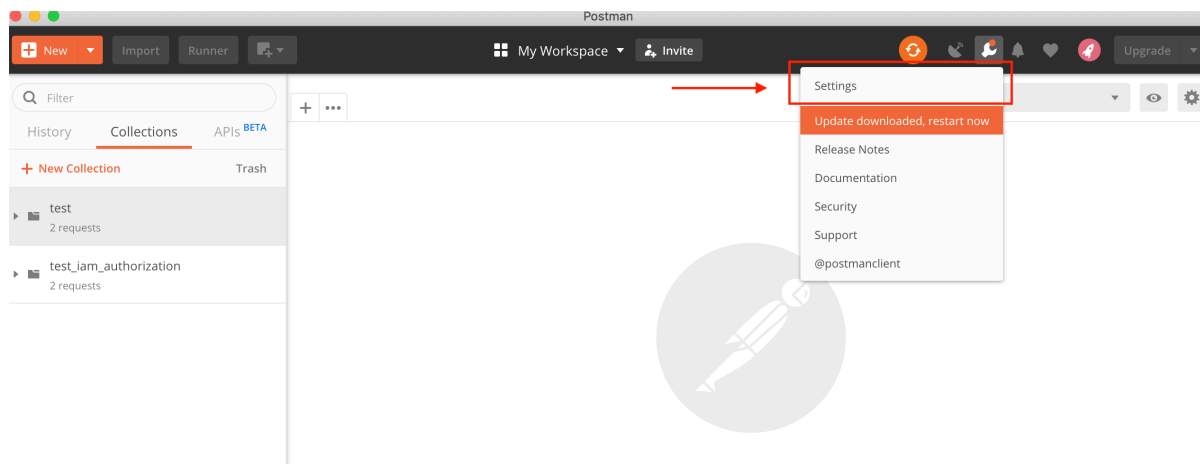 Postman
New Import Runner My Workspace Invite Upgrade
Filter
History Collections APIs BETA
New Collection Trash
test
2 requests
test_iam_authorization
2 requests
Settings
Update downloaded, restart now
Release Notes
Documentation
Security
Support
@postmanclient